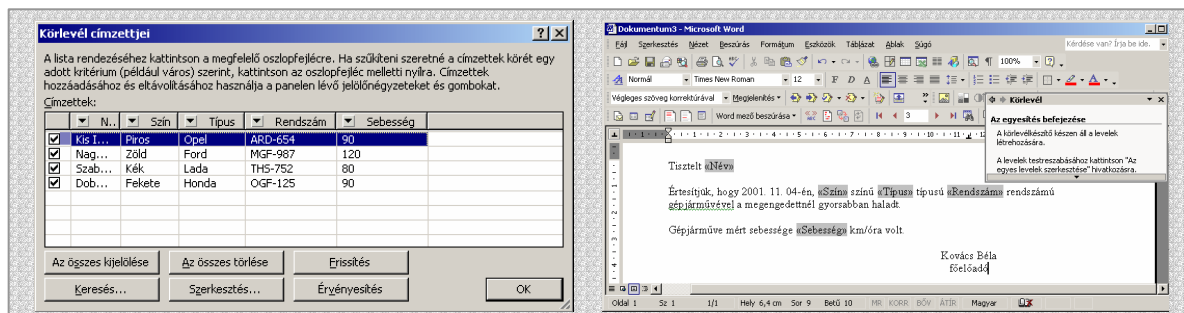 Körlevél címzettjei
A lista rendezéséhez kattintson a megfelelő oszlopfejlécre. Ha szűkíteni szeretné a címzettek körét egy
adott kritérium (például város) szerint, kattintson az oszlopfejléc melletti nyílra. Címzettek
hozzáadásához és eltávolításához használja a panelen lévő jelölőnégyzeteket és gombokat.
Címzettek:
N.. Szín Típus Rendszám Sebesség
Kis I... Piros Opel ARD-654 90
Nag... Zöld Ford MGF-987 120
Szab... Kék Lada THS-752 80
Dob... Fekete Honda OGF-125 90
Az összes kijelölése Az összes törlése Frissítés
Keresés... Szerkesztés... Érvényesítés OK
Dokumentum3 - Microsoft Word
Fájl Szerkesztés Nézet Beszúrás Formátum Eszközök Táblázat Ablak Súgó Kérdése van? Írja be ide.
100%
Normál Times New Roman 12 F D A
Végleges szöveg korrektúrával Megjelenítés
Word mező beszúrása 3
Körlevél
Az egyesítés befejezése
A körlevélkészítő készen áll a levelek
létrehozására.
A levelek testreszabásához kattintson "Az
egyes levelek szerkesztése" hivatkozásra.
Tisztelt «Név»
Értesítjük, hogy 2001. 11. 04-én, «Szín» színű «Típus» típusú «Rendszám» rendszámú
gépjárművével a megengedettnél gyorsabban haladt.
Gépjárműve mért sebessége «Sebesség» km/óra volt.
Kovács Béla
főelőadó
Oldal 1 Sz 1 1/1 Hely 6,4 cm Sor 9 Betű 10 MR KORR BŐV ÁTÍR Magyar